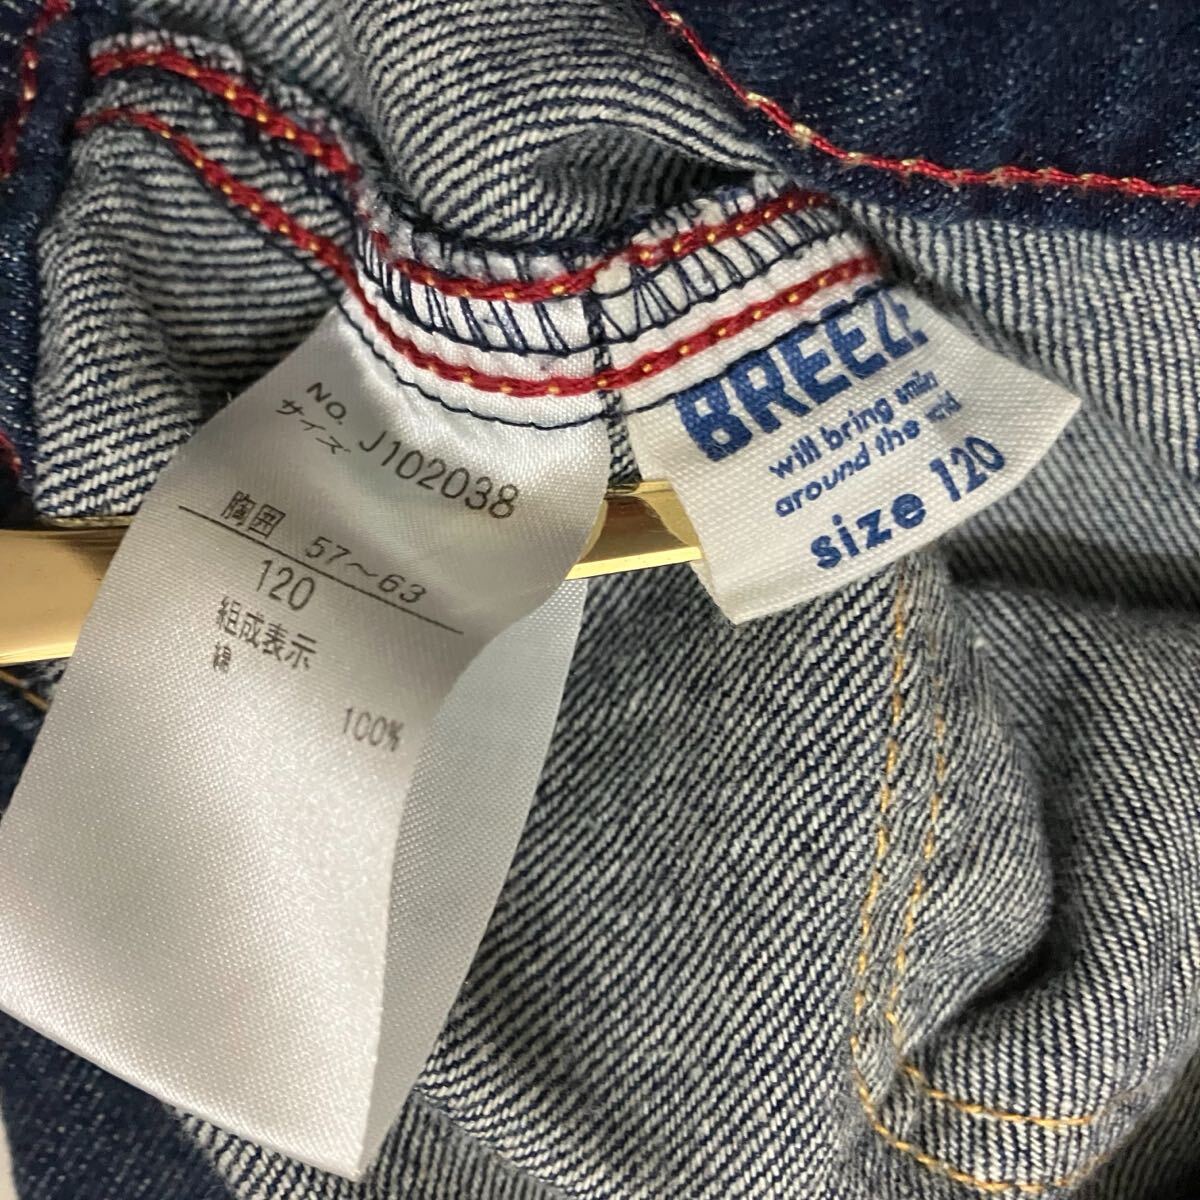 NO. J102038
サイズ
胸囲 57~63
120
組成表示
綿 100%
BREEZE
will bring smiles
around the world
size 120